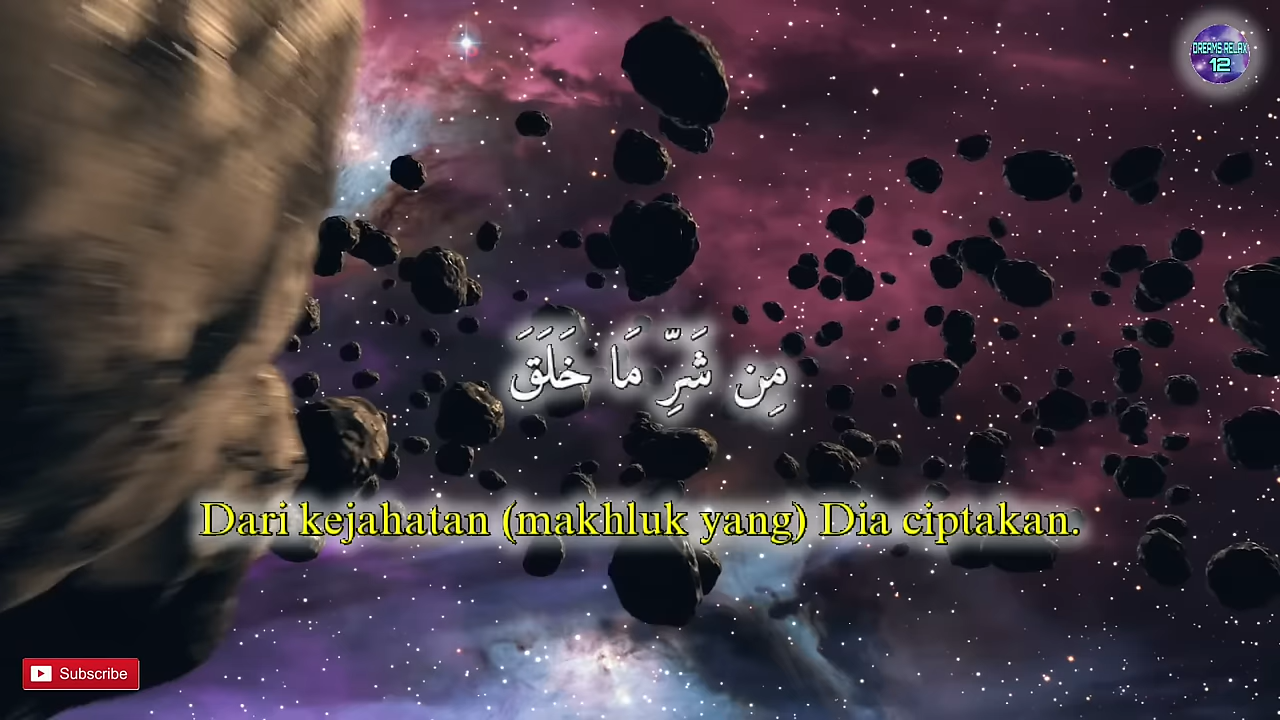 DREAMS RELAX
12
مِن شَرِّ مَا خَلَقَ
Dari kejahatan (makhluk yang) Dia ciptakan.
Subscribe